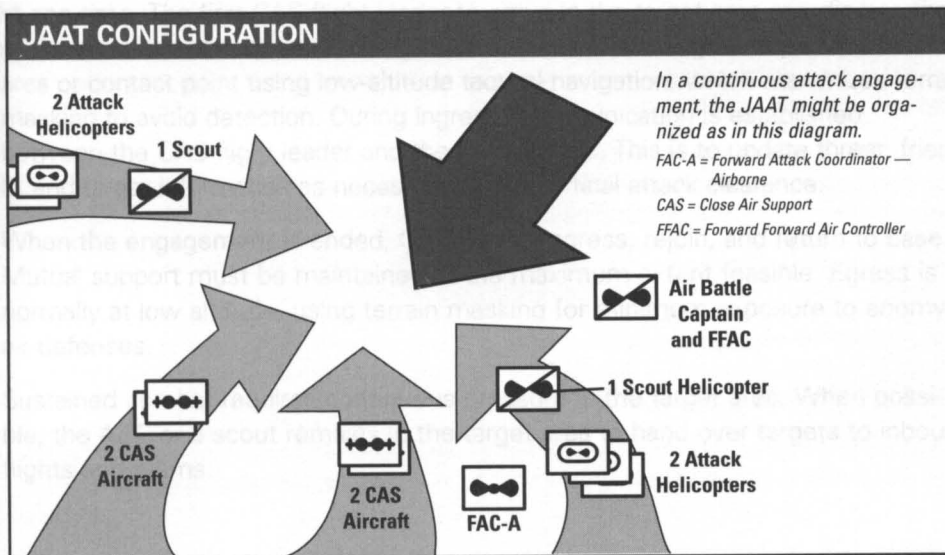 JAAT CONFIGURATION
In a continuous attack engage-
ment, the JAAT might be orga-
nized as in this diagram.
FAC-A = Forward Attack Coordinator —
Airborne
CAS = Close Air Support
FFAC = Forward Forward Air Controller
2 Attack
Helicopters
1 Scout
Air Battle
Captain
and FFAC
1 Scout Helicopter
2 CAS
Aircraft
2 CAS
Aircraft
FAC-A
2 Attack
Helicopters